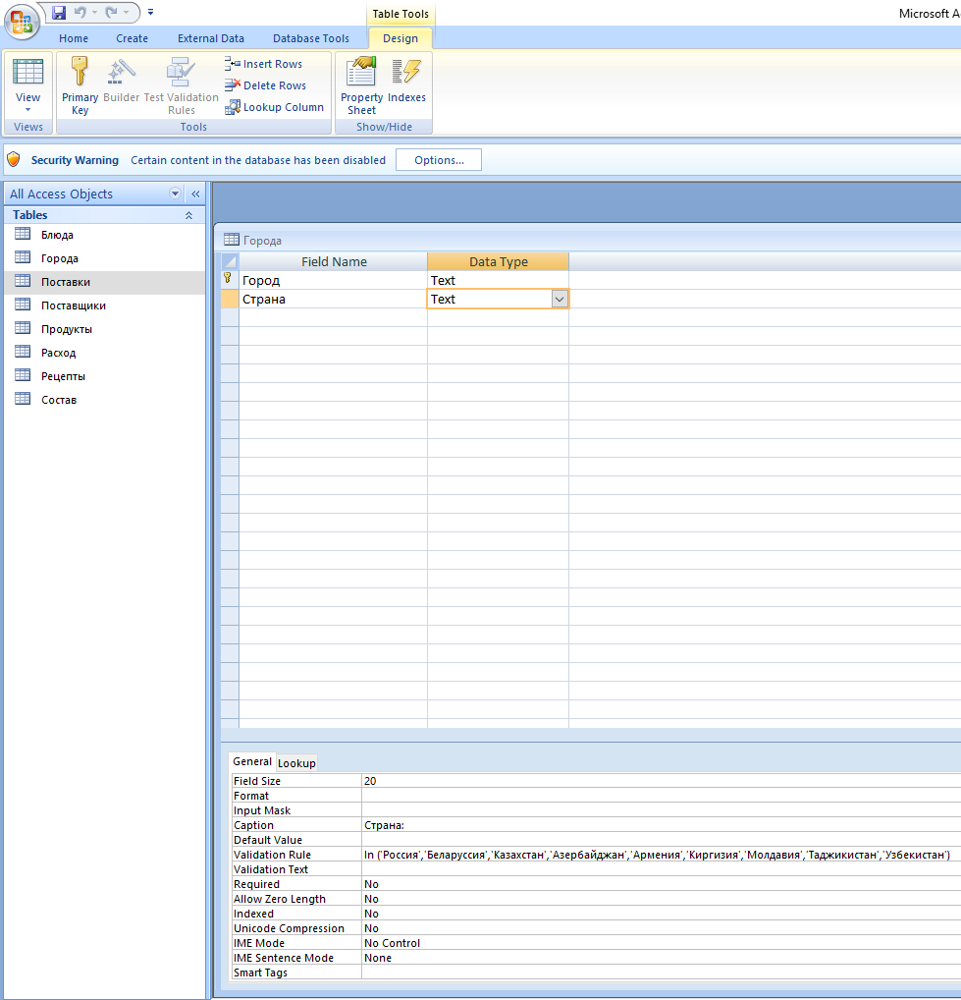 Table Tools
Microsoft A
Home Create External Data Database Tools Design
View
Primary Key
Builder
Test Validation Rules
Insert Rows
Delete Rows
Lookup Column
Property Sheet
Indexes
Views Tools Show/Hide
Security Warning Certain content in the database has been disabled Options...
All Access Objects
Tables
Блюда
Города
Поставки
Поставщики
Продукты
Расход
Рецепты
Состав
Города
Field Name Data Type
Город Text
Страна Text
General Lookup
Field Size 20
Format
Input Mask
Caption Страна:
Default Value
Validation Rule In ('Россия','Беларуссия','Казахстан','Азербайджан','Армения','Киргизия','Молдавия','Таджикистан','Узбекистан')
Validation Text
Required No
Allow Zero Length No
Indexed No
Unicode Compression No
IME Mode No Control
IME Sentence Mode None
Smart Tags